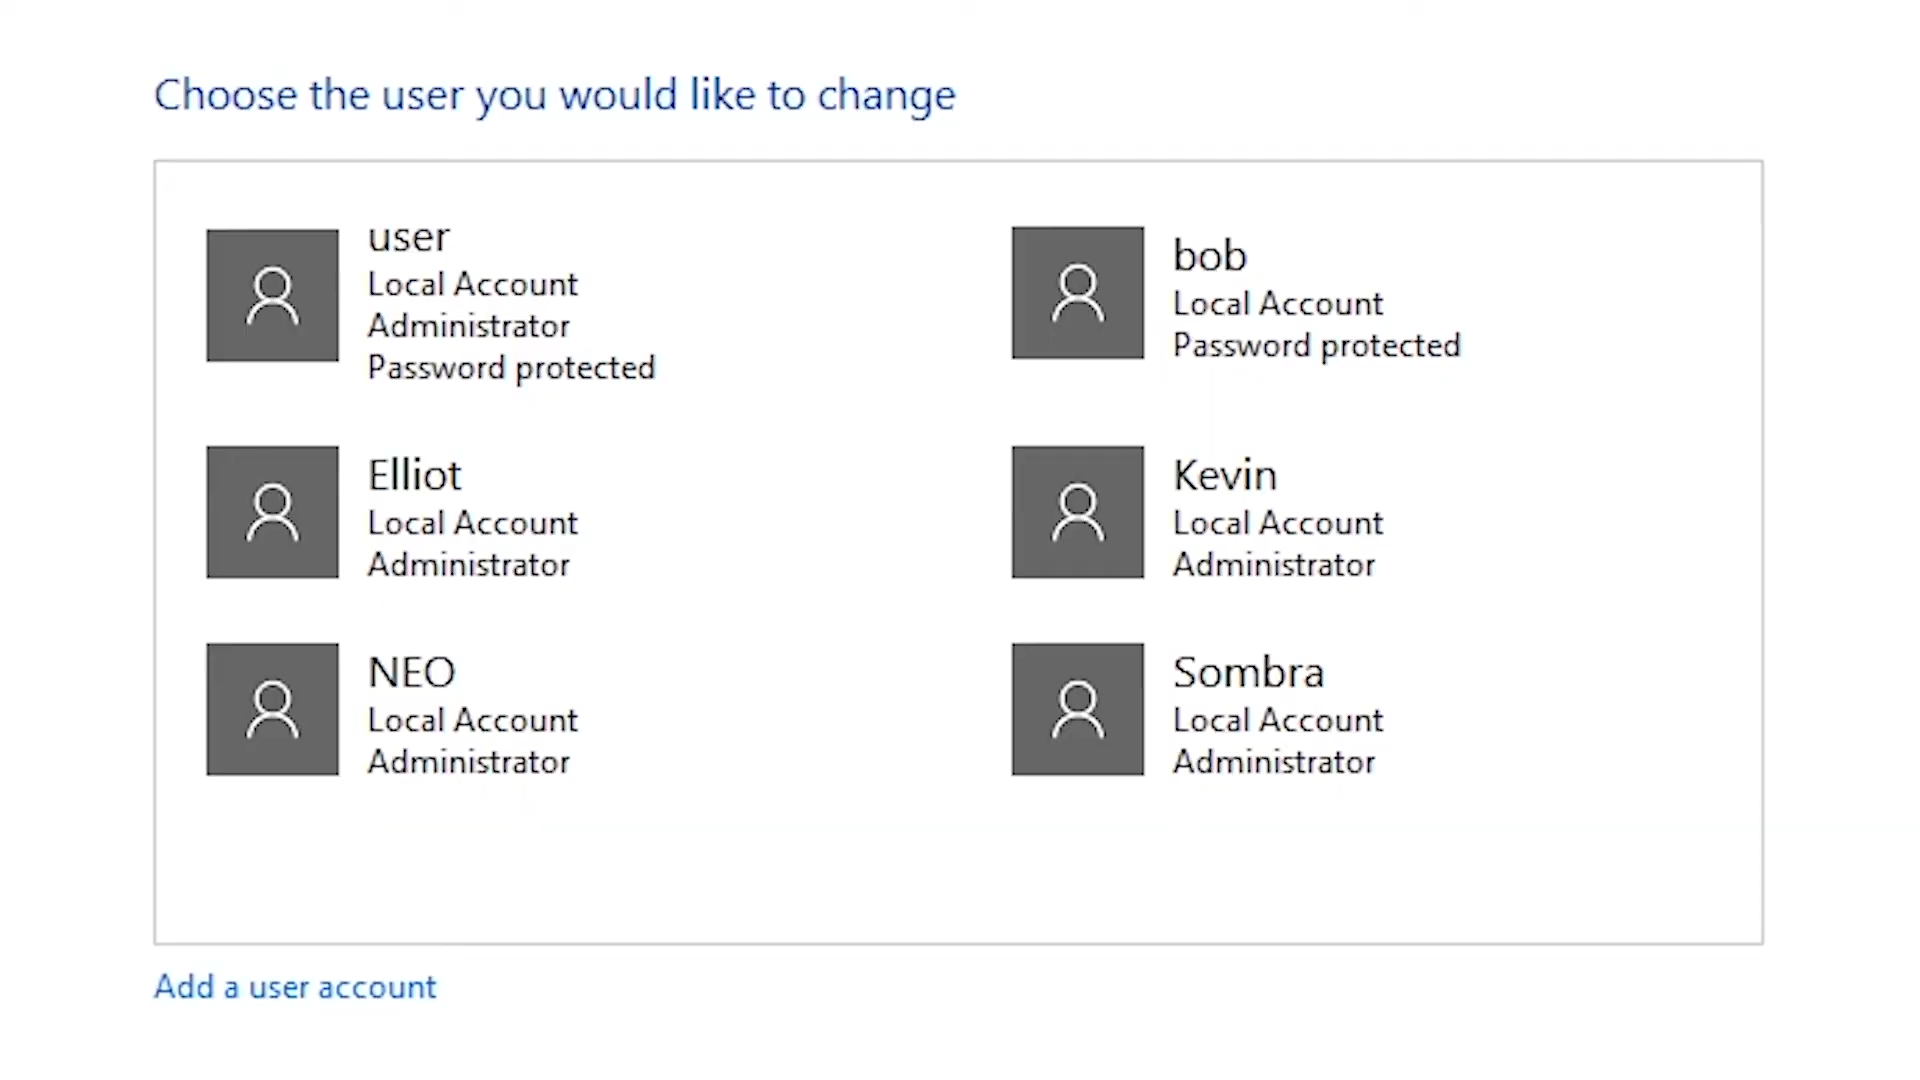 Choose the user you would like to change
user
Local Account
Administrator
Password protected
bob
Local Account
Password protected
Elliot
Local Account
Administrator
Kevin
Local Account
Administrator
NEO
Local Account
Administrator
Sombra
Local Account
Administrator
Add a user account